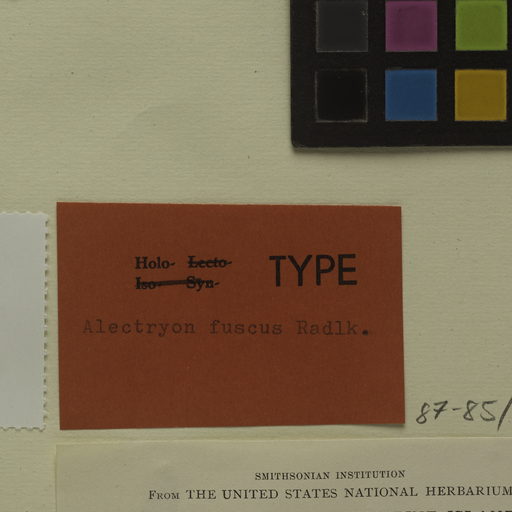 Holo- Lecto-
Iso- Syn-
TYPE
Alectryon fuscus Radlk.
87-85/
SMITHSONIAN INSTITUTION
FROM THE UNITED STATES NATIONAL HERBARIUM